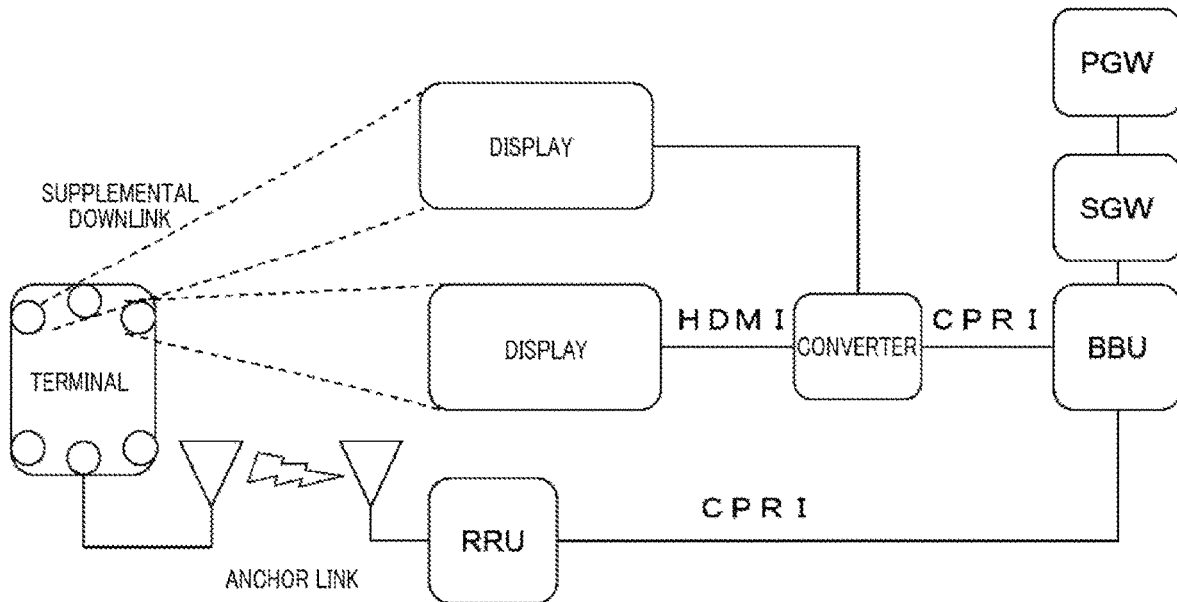 PGW
DISPLAY
SUPPLEMENTAL
DOWNLINK
SGW
HDMI
CPRI
DISPLAY
CONVERTER
BBU
TERMINAL
CPRI
RRU
ANCHOR LINK